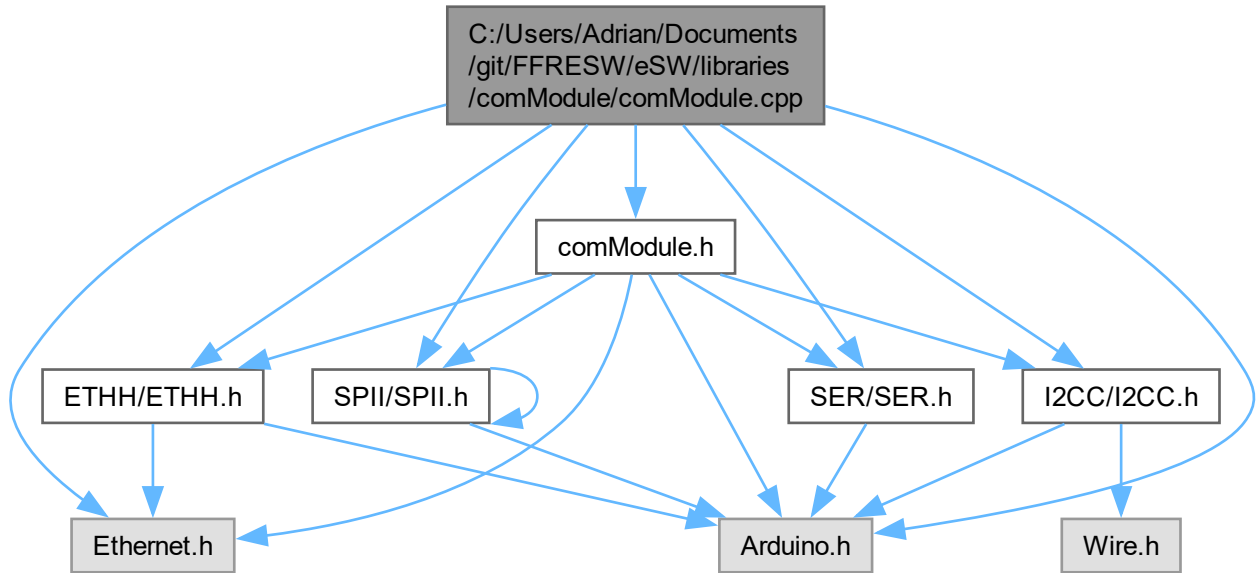 C:/Users/Adrian/Documents
/git/FFRESW/eSW/libraries
/comModule/comModule.cpp
comModule.h
ETHH/ETHH.h
SPII/SPII.h
SER/SER.h
I2CC/I2CC.h
Ethernet.h
Arduino.h
Wire.h